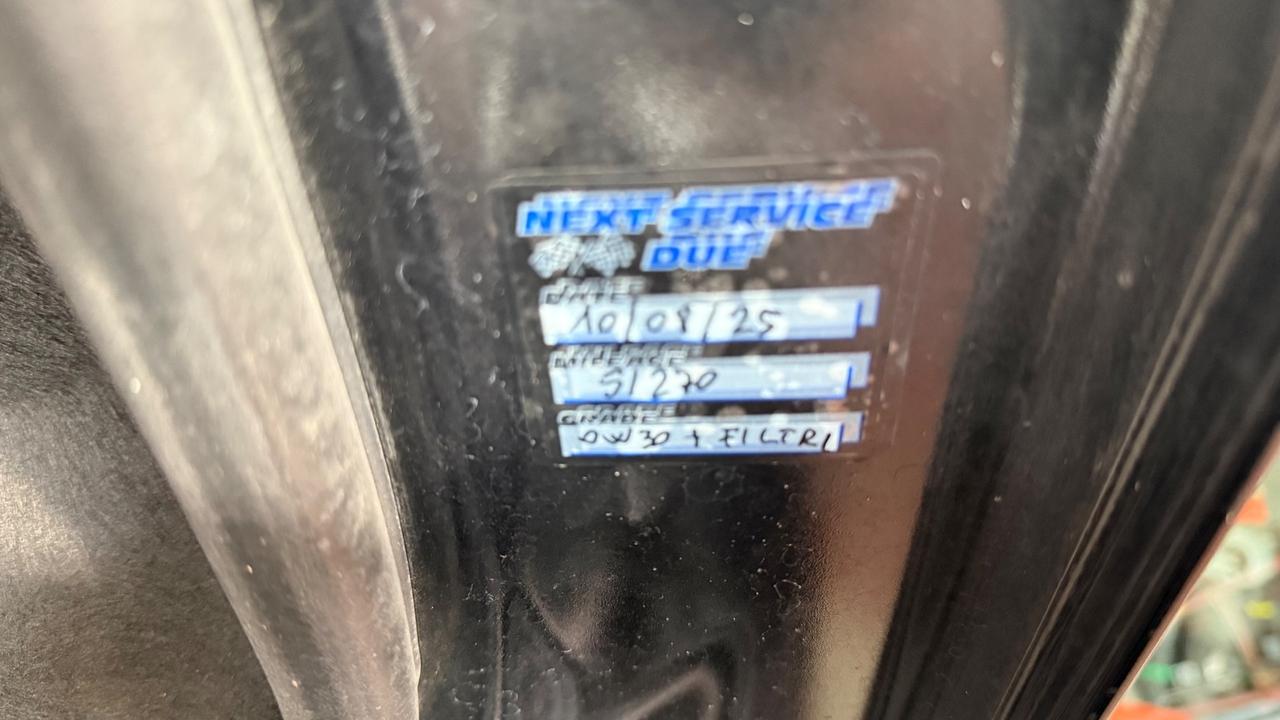 NEXT SERVICE
DUE
DATE
10/08/25
MILEAGE
51270
GRADE
0W30 + FILTRI